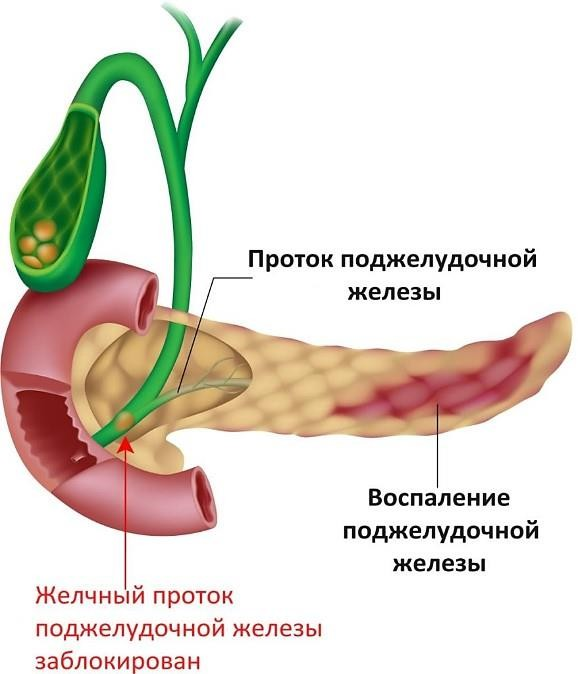 Проток поджелудочной
железы
Воспаление
поджелудочной
железы
Желчный проток
поджелудочной железы
заблокирован